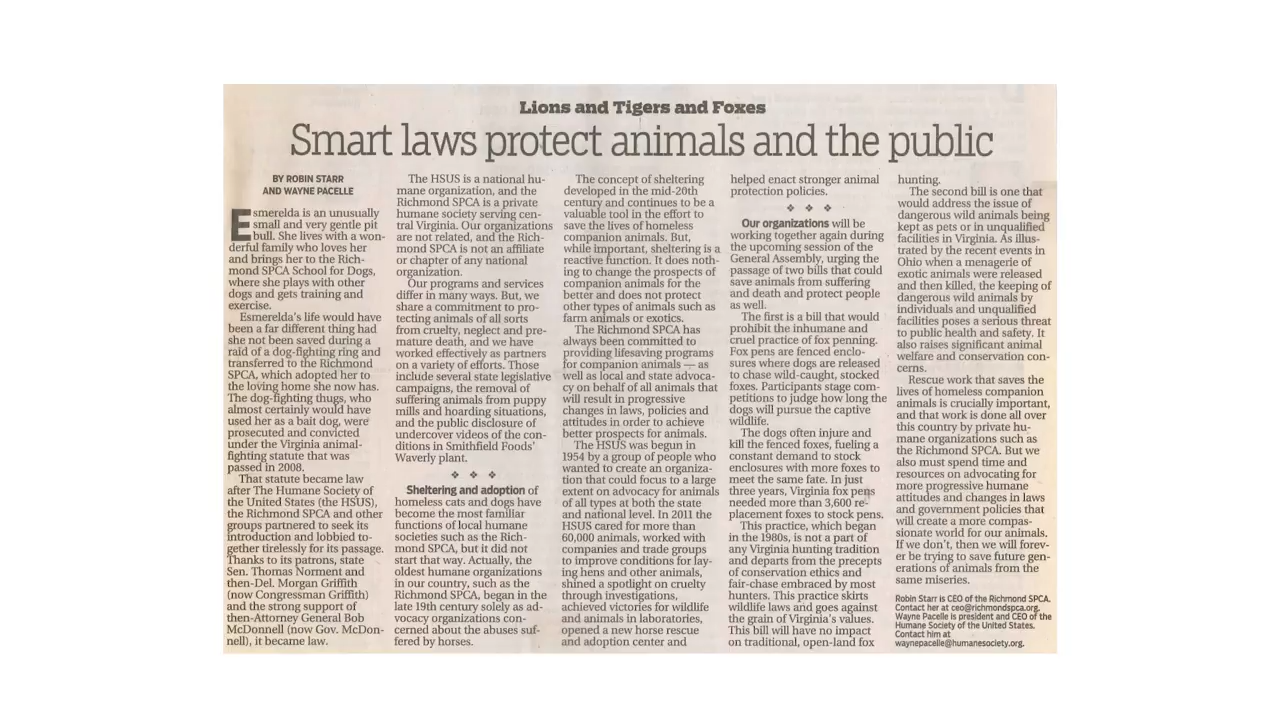 Lions and Tigers and Foxes
Smart laws protect animals and the public
BY ROBIN STARR
AND WAYNE PACELLE
Esmerelda is an unusually
small and very gentle pit
bull. She lives with a won-
derful family who loves her
and brings her to the Rich-
mond SPCA School for Dogs,
where she plays with other
dogs and gets training and
exercise.
Esmerelda's life would have
been a far different thing had
she not been saved during a
raid of a dog-fighting ring and
transferred to the Richmond
SPCA, which adopted her to
the loving home she now has.
The dog-fighting thugs, who
almost certainly would have
used her as a bait dog, were
prosecuted and convicted
under the Virginia animal-
fighting statute that was
passed in 2008.
That statute became law
after The Humane Society of
the United States (the HSUS),
the Richmond SPCA and other
groups partnered to seek its
introduction and lobbied to-
gether tirelessly for its passage.
Thanks to its patrons, state
Sen. Thomas Norment and
then-Del. Morgan Griffith
(now Congressman Griffith)
and the strong support of
then-Attorney General Bob
McDonnell (now Gov. McDon-
nell), it became law.
The HSUS is a national hu-
mane organization, and the
Richmond SPCA is a private
humane society serving cen-
tral Virginia. Our organizations
are not related, and the Rich-
mond SPCA is not an affiliate
or chapter of any national
organization.
Our programs and services
differ in many ways. But, we
share a commitment to pro-
tecting animals of all sorts
from cruelty, neglect and pre-
mature death, and we have
worked effectively as partners
on a variety of efforts. Those
include several state legislative
campaigns, the removal of
suffering animals from puppy
mills and hoarding situations,
and the public disclosure of
undercover videos of the con-
ditions in Smithfield Foods'
Waverly plant.
❖ ❖ ❖
Sheltering and adoption of
homeless cats and dogs have
become the most familiar
functions of local humane
societies such as the Rich-
mond SPCA, but it did not
start that way. Actually, the
oldest humane organizations
in our country, such as the
Richmond SPCA, began in the
late 19th century solely as ad-
vocacy organizations con-
cerned about the abuses suf-
fered by horses.
The concept of sheltering
developed in the mid-20th
century and continues to be a
valuable tool in the effort to
save the lives of homeless
companion animals. But,
while important, sheltering is a
reactive function. It does noth-
ing to change the prospects of
companion animals for the
better and does not protect
other types of animals such as
farm animals or exotics.
The Richmond SPCA has
always been committed to
providing lifesaving programs
for companion animals — as
well as local and state advoca-
cy on behalf of all animals that
will result in progressive
changes in laws, policies and
attitudes in order to achieve
better prospects for animals.
The HSUS was begun in
1954 by a group of people who
wanted to create an organiza-
tion that could focus to a large
extent on advocacy for animals
of all types at both the state
and national level. In 2011 the
HSUS cared for more than
60,000 animals, worked with
companies and trade groups
to improve conditions for lay-
ing hens and other animals,
shined a spotlight on cruelty
through investigations,
achieved victories for wildlife
and animals in laboratories,
opened a new horse rescue
and adoption center and
helped enact stronger animal
protection policies.
❖ ❖ ❖
Our organizations will be
working together again during
the upcoming session of the
General Assembly, urging the
passage of two bills that could
save animals from suffering
and death and protect people
as well.
The first is a bill that would
prohibit the inhumane and
cruel practice of fox penning.
Fox pens are fenced enclo-
sures where dogs are released
to chase wild-caught, stocked
foxes. Participants stage com-
petitions to judge how long the
dogs will pursue the captive
wildlife.
The dogs often injure and
kill the fenced foxes, fueling a
constant demand to stock
enclosures with more foxes to
meet the same fate. In just
three years, Virginia fox pens
needed more than 3,600 re-
placement foxes to stock pens.
This practice, which began
in the 1980s, is not a part of
any Virginia hunting tradition
and departs from the precepts
of conservation ethics and
fair-chase embraced by most
hunters. This practice skirts
wildlife laws and goes against
the grain of Virginia's values.
This bill will have no impact
on traditional, open-land fox
hunting.
The second bill is one that
would address the issue of
dangerous wild animals being
kept as pets or in unqualified
facilities in Virginia. As illus-
trated by the recent events in
Ohio when a menagerie of
exotic animals were released
and then killed, the keeping of
dangerous wild animals by
individuals and unqualified
facilities poses a serious threat
to public health and safety. It
also raises significant animal
welfare and conservation con-
cerns.
Rescue work that saves the
lives of homeless companion
animals is crucially important,
and that work is done all over
this country by private hu-
mane organizations such as
the Richmond SPCA. But we
also must spend time and
resources on advocating for
more progressive humane
attitudes and changes in laws
and government policies that
will create a more compas-
sionate world for our animals.
If we don't, then we will forev-
er be trying to save future gen-
erations of animals from the
same miseries.
Robin Starr is CEO of the Richmond SPCA.
Contact her at ceo@richmondspca.org.
Wayne Pacelle is president and CEO of the
Humane Society of the United States.
Contact him at
waynepacelle@humanesociety.org.